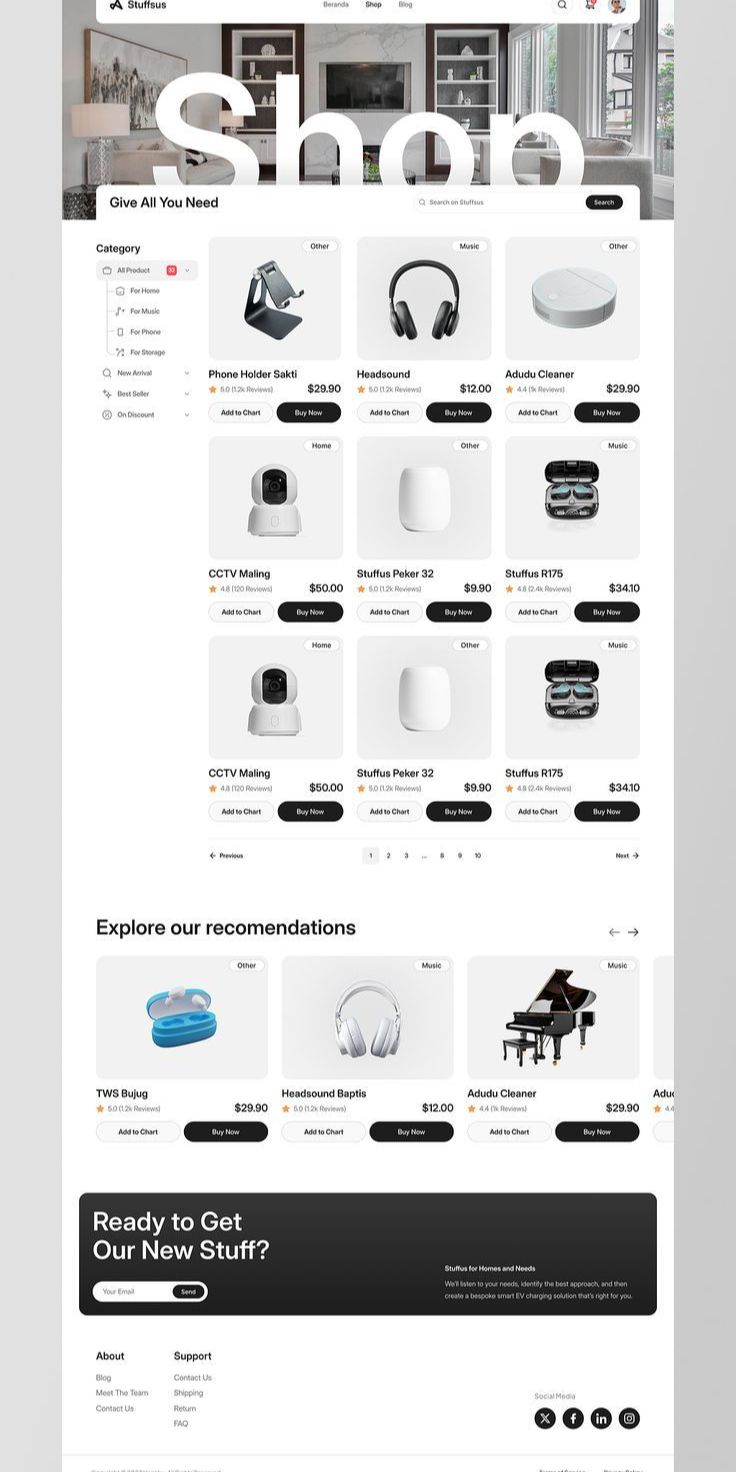 Stuffsus
Beranda
Shop
Blog
Shop
Give All You Need
Search on Stuffsus
Search
Category
All Product
For Home
For Music
For Phone
For Storage
New Arrival
Best Seller
On Discount
Other
Music
Other
Phone Holder Sakti
Headsound
Adudu Cleaner
5.0 (1.2k Reviews) $29.90
5.0 (1.2k Reviews) $12.00
4.4 (1k Reviews) $29.90
Add to Chart Buy Now
Add to Chart Buy Now
Add to Chart Buy Now
Home
Other
Music
CCTV Maling
Stuffus Peker 32
Stuffus R175
4.8 (120 Reviews) $50.00
5.0 (1.2k Reviews) $9.90
4.8 (2.4k Reviews) $34.10
Add to Chart Buy Now
Add to Chart Buy Now
Add to Chart Buy Now
Home
Other
Music
CCTV Maling
Stuffus Peker 32
Stuffus R175
4.8 (120 Reviews) $50.00
5.0 (1.2k Reviews) $9.90
4.8 (2.4k Reviews) $34.10
Add to Chart Buy Now
Add to Chart Buy Now
Add to Chart Buy Now
Previous
1 2 3 ... 8 9 10
Next
Explore our recomendations
Other
Music
Music
TWS Bujug
Headsound Baptis
Adudu Cleaner
5.0 (1.2k Reviews) $29.90
5.0 (1.2k Reviews) $12.00
4.4 (1k Reviews) $29.90
4.4
Add to Chart Buy Now
Add to Chart Buy Now
Add to Chart Buy Now
Ready to Get
Our New Stuff?
Your Email
Send
Stuffus for Homes and Needs
We'll listen to your needs, identify the best approach, and then
create a bespoke smart EV charging solution that's right for you.
About
Blog
Meet The Team
Contact Us
Support
Contact Us
Shipping
Return
FAQ
Social Media